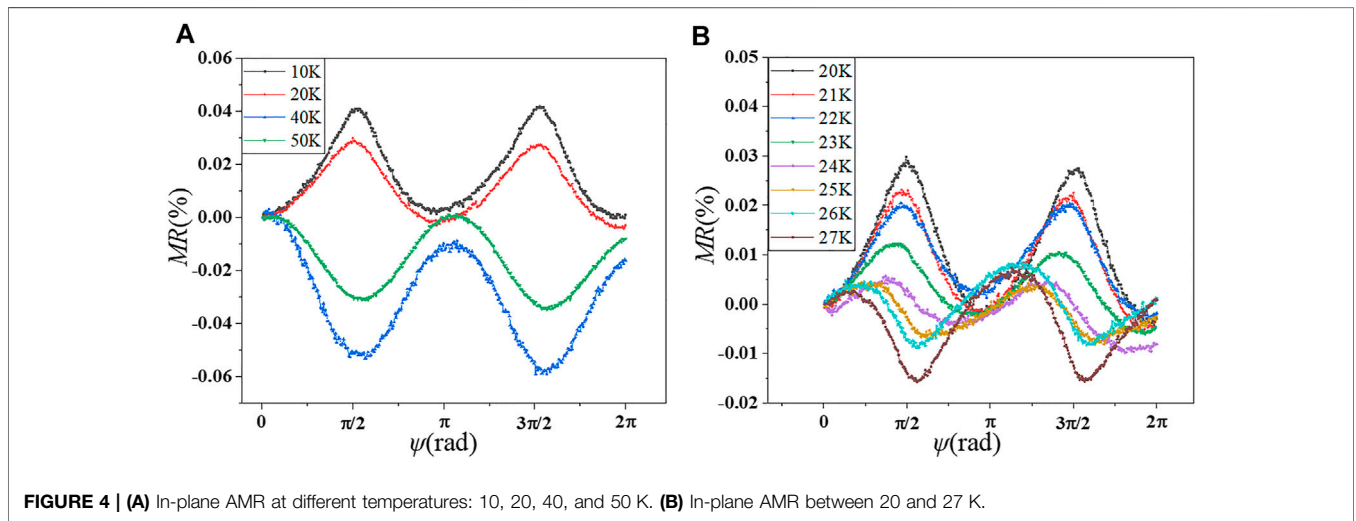 A
0.06
0.04
0.02
0.00
-0.02
-0.04
-0.06
MR(%)
10K
20K
40K
50K
0
π/2
π
3π/2
2π
ψ(rad)
B
0.05
0.04
0.03
0.02
0.01
0.00
-0.01
-0.02
MR(%)
20K
21K
22K
23K
24K
25K
26K
27K
0
π/2
π
3π/2
2π
ψ(rad)
FIGURE 4 | (A) In-plane AMR at different temperatures: 10, 20, 40, and 50 K. (B) In-plane AMR between 20 and 27 K.